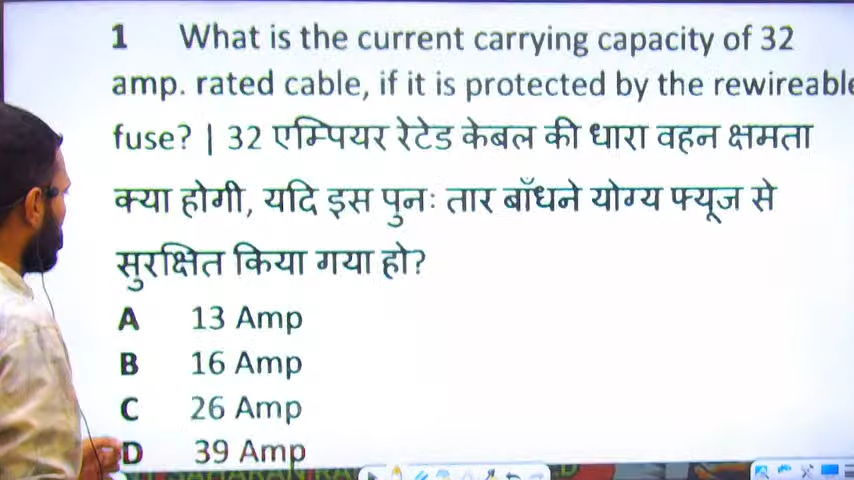 1 What is the current carrying capacity of 32
amp. rated cable, if it is protected by the rewireable
fuse? | 32 एम्पियर रेटेड केबल की धारा वहन क्षमता
क्या होगी, यदि इस पुनः तार बाँधने योग्य फ्यूज से
सुरक्षित किया गया हो?
A 13 Amp
B 16 Amp
C 26 Amp
D 39 Amp